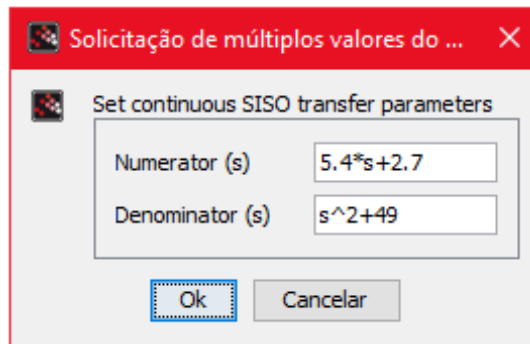 Solicitação de múltiplos valores do ...
Set continuous SISO transfer parameters
Numerator (s) 5.4*s+2.7
Denominator (s) s^2+49
Ok Cancelar